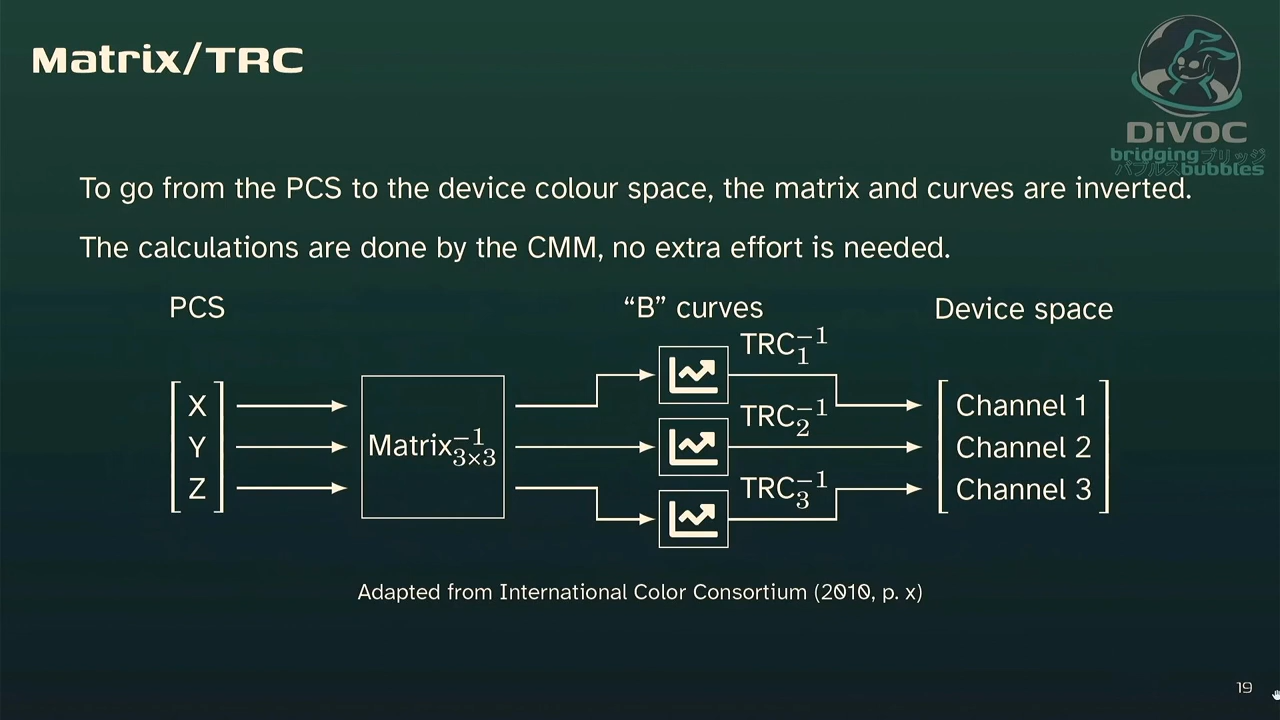 Matrix/TRC
DiVOC
bridgingブリッジ
バブルスbubbles
To go from the PCS to the device colour space, the matrix and curves are inverted.
The calculations are done by the CMM, no extra effort is needed.
PCS
“B” curves
Device space
X
Y
Z
Matrix⁻¹₃ₓ₃
TRC₁⁻¹
TRC₂⁻¹
TRC₃⁻¹
Channel 1
Channel 2
Channel 3
Adapted from International Color Consortium (2010, p. x)
19